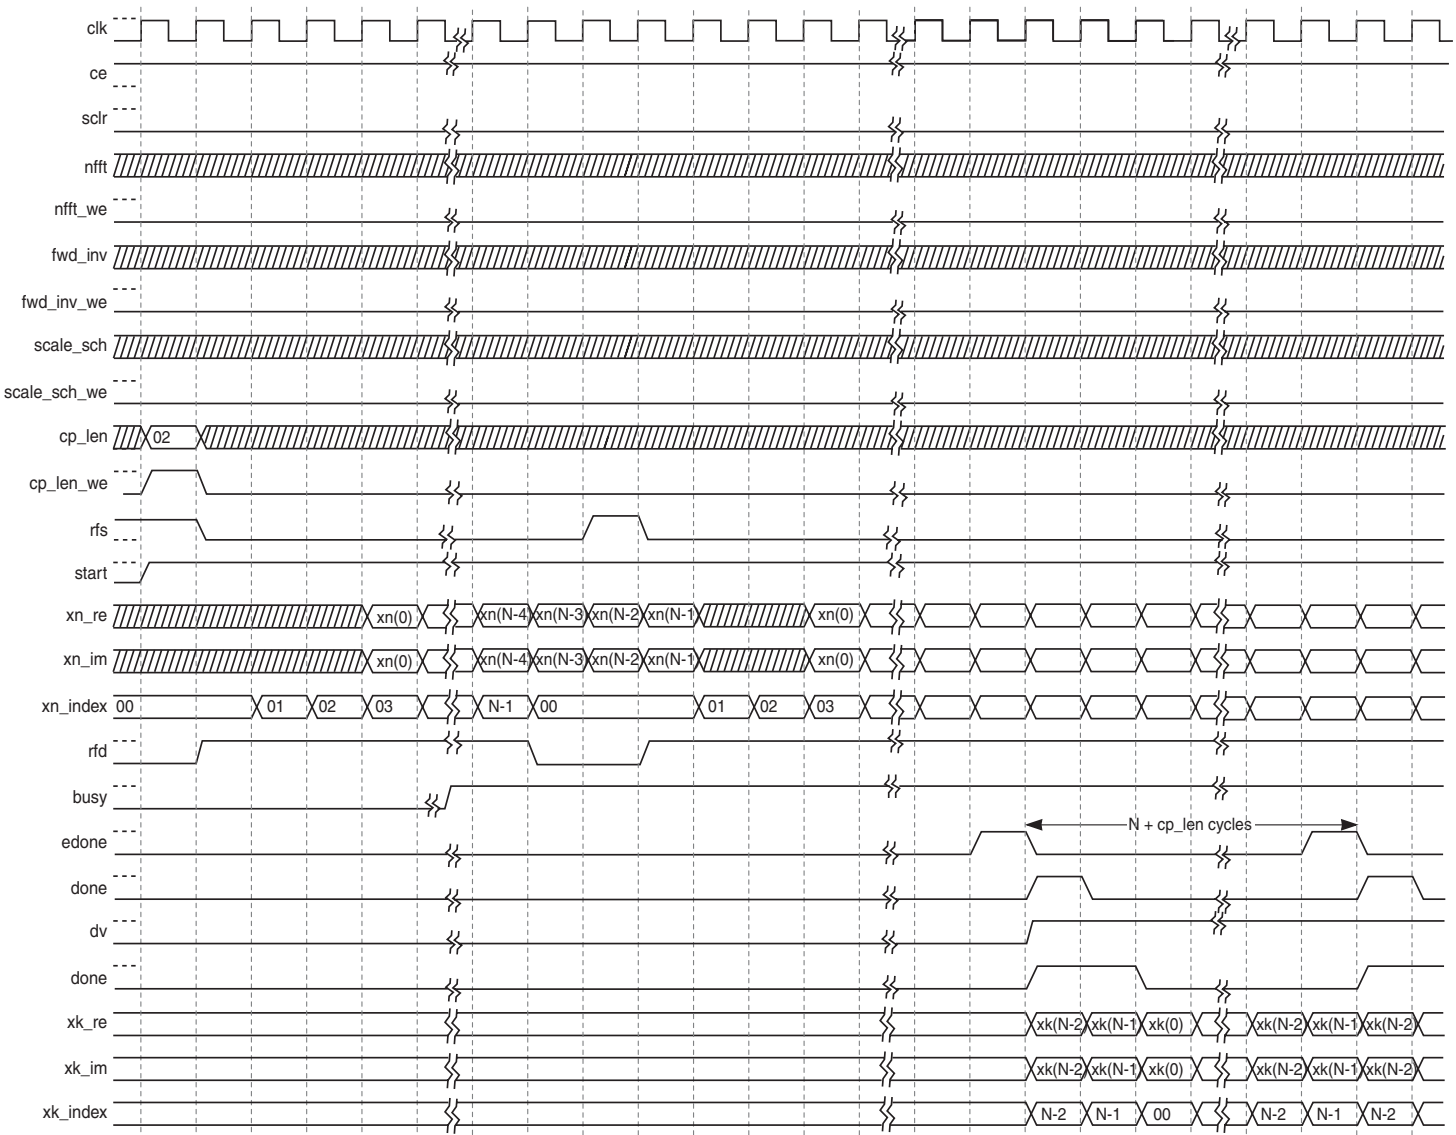 clk
ce
sclr
nfft
nfft_we
fwd_inv
fwd_inv_we
scale_sch
scale_sch_we
cp_len 02
cp_len_we
rfs
start
xn_re xn(0) xn(N-4) xn(N-3) xn(N-2) xn(N-1) xn(0)
xn_im xn(0) xn(N-4) xn(N-3) xn(N-2) xn(N-1) xn(0)
xn_index 00 01 02 03 N-1 00 01 02 03
rfd
busy
N + cp_len cycles
edone
done
dv
done
xk_re xk(N-2) xk(N-1) xk(0) xk(N-2) xk(N-1) xk(N-2)
xk_im xk(N-2) xk(N-1) xk(0) xk(N-2) xk(N-1) xk(N-2)
xk_index N-2 N-1 00 N-2 N-1 N-2